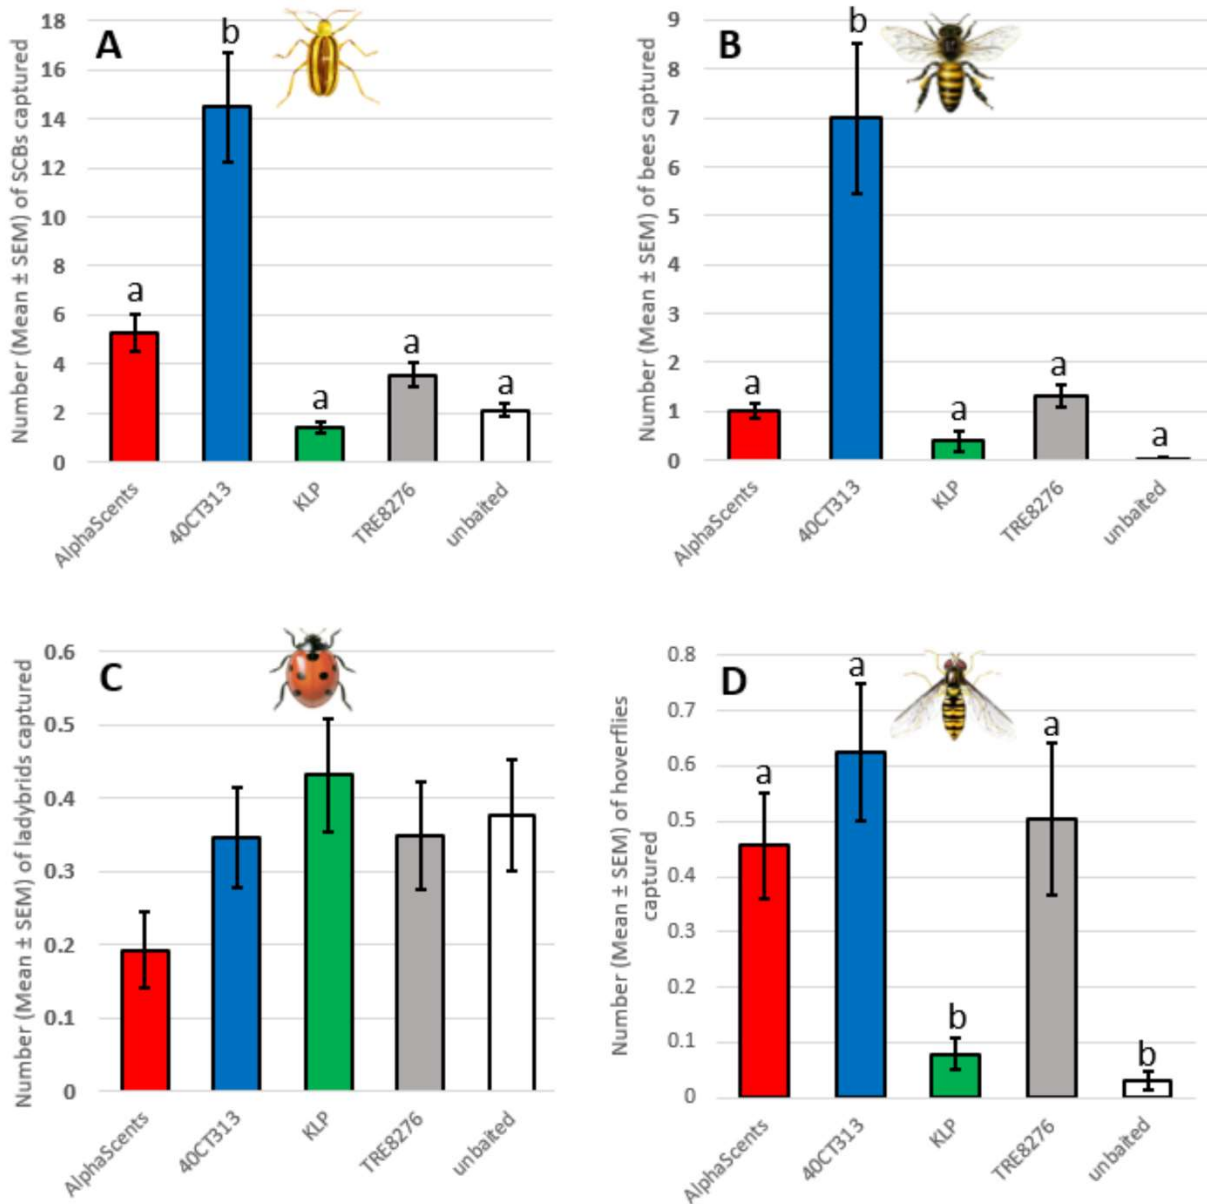 Number (Mean ± SEM) of SCBs captured
18
16
14
12
10
8
6
4
2
0
A
a
b
a
a
a
AlphaScents
40CT313
KLP
TRE8276
unbaited
Number (Mean ± SEM) of bees captured
9
8
7
6
5
4
3
2
1
0
B
a
b
a
a
a
AlphaScents
40CT313
KLP
TRE8276
unbaited
Number (Mean ± SEM) of ladybrids captured
0.6
0.5
0.4
0.3
0.2
0.1
0
C
AlphaScents
40CT313
KLP
TRE8276
unbaited
Number (Mean ± SEM) of hoverflies
captured
0.8
0.7
0.6
0.5
0.4
0.3
0.2
0.1
0
D
a
a
b
a
b
AlphaScents
40CT313
KLP
TRE8276
unbaited